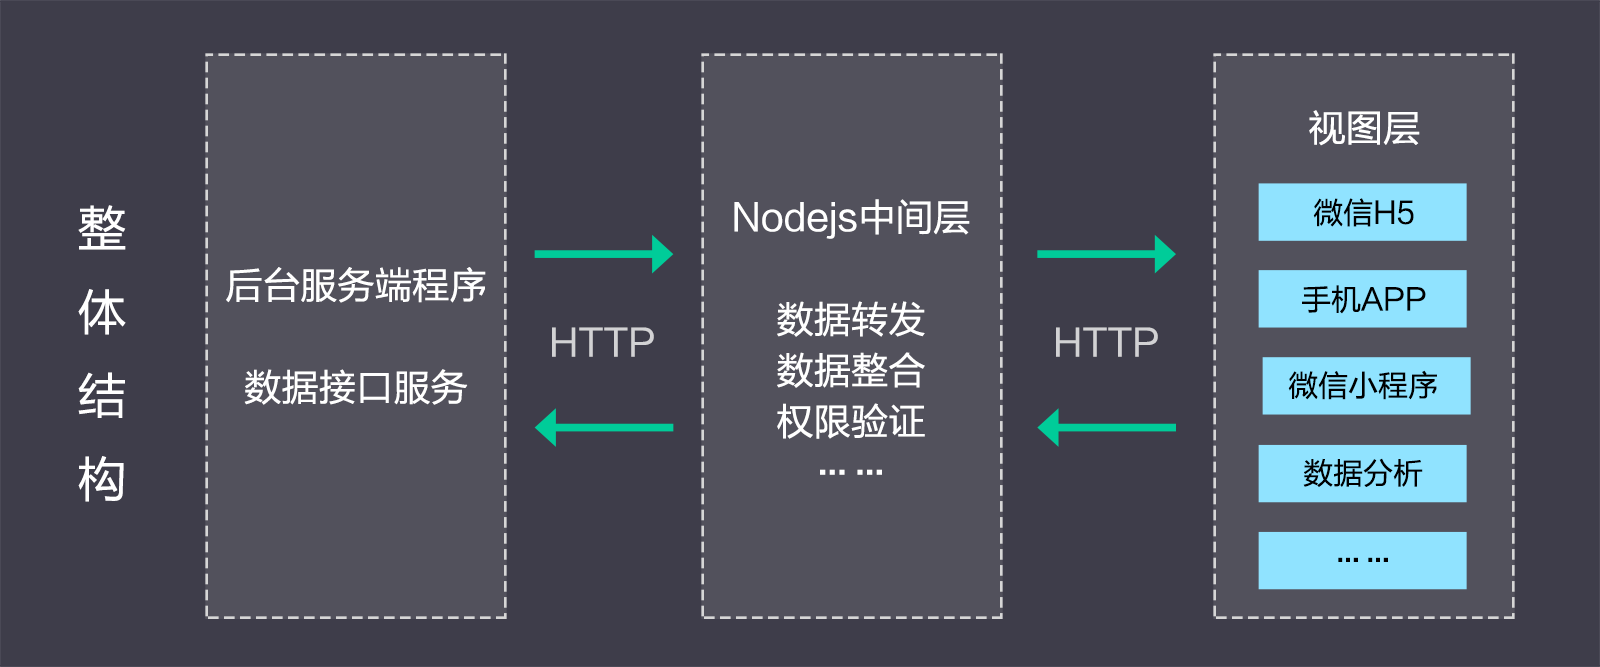 整体结构
后台服务端程序
数据接口服务
HTTP
Nodejs中间层
数据转发
数据整合
权限验证
... ...
HTTP
视图层
微信H5
手机APP
微信小程序
数据分析
... ...